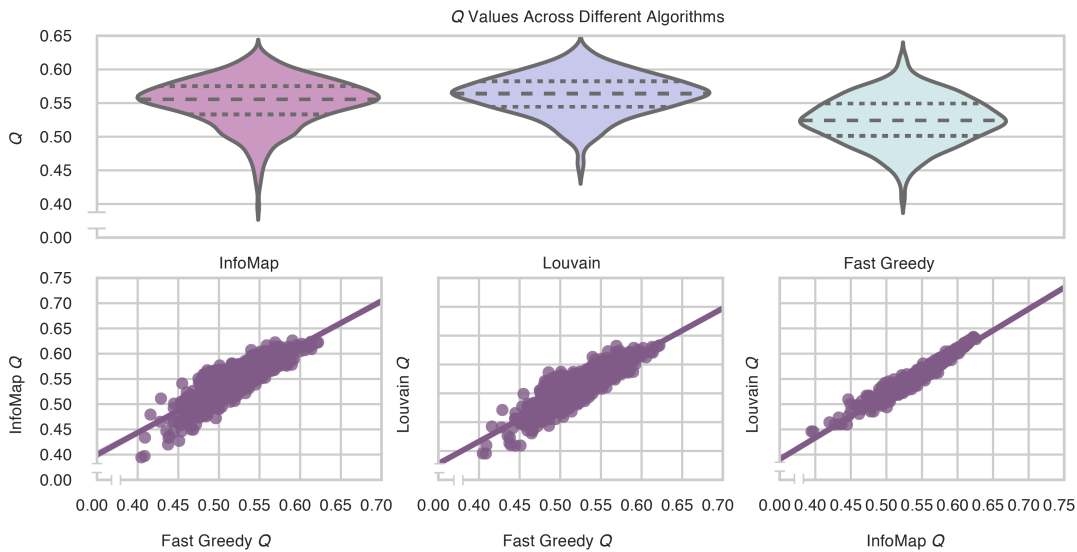 Q Values Across Different Algorithms
0.65
0.60
0.55
0.50
0.45
0.40
0.00
Q
InfoMap Louvain Fast Greedy
0.75
0.70
0.65
0.60
0.55
0.50
0.45
0.40
0.00
InfoMap Q
Louvain Q
Louvain Q
0.00 0.40 0.45 0.50 0.55 0.60 0.70
0.00 0.40 0.45 0.50 0.55 0.60 0.70
0.00 0.40 0.45 0.50 0.55 0.60 0.65 0.70 0.75
Fast Greedy Q Fast Greedy Q InfoMap Q